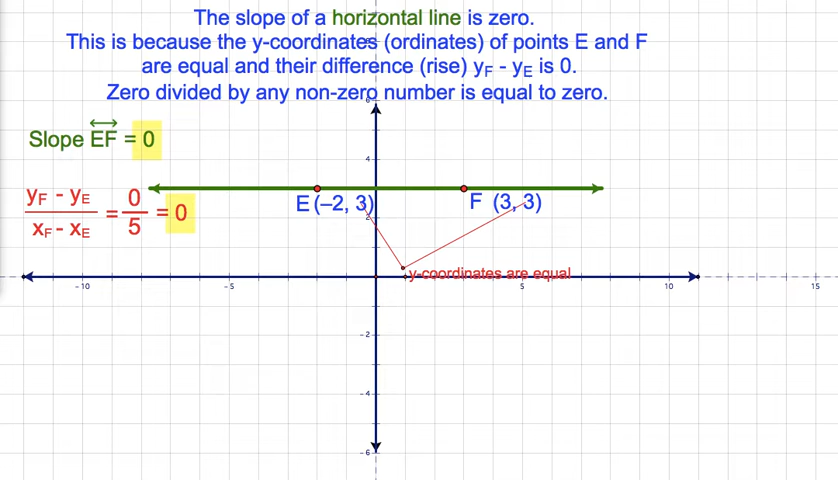 The slope of a horizontal line is zero.
This is because the y-coordinates (ordinates) of points E and F
are equal and their difference (rise) yF - yE is 0.
Zero divided by any non-zero number is equal to zero.
Slope EF = 0
yF - yE
xF - xE
= 0
5
= 0
E (–2, 3)
F (3, 3)
y-coordinates are equal
6
4
2
-10
-5
5
10
15
-2
-4
-6